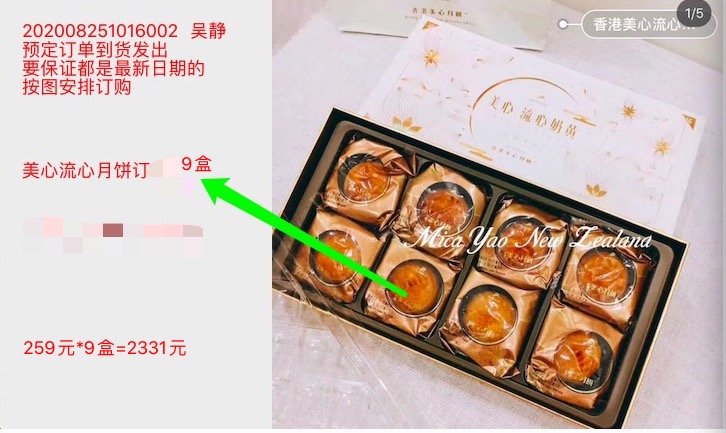 202008251016002 吴静
预定订单到货发出
要保证都是最新日期的
按图安排订购
美心流心月饼订 9盒
259元*9盒=2331元
香港美心月饼
1/5
香港美心流心...
美心 流心奶黄
Mica Yao New Zealand